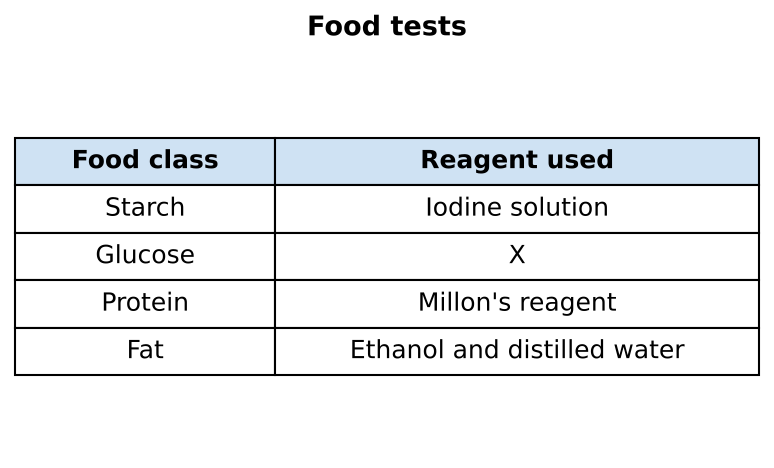 Food tests
Food class Reagent used
Starch Iodine solution
Glucose X
Protein Millon's reagent
Fat Ethanol and distilled water